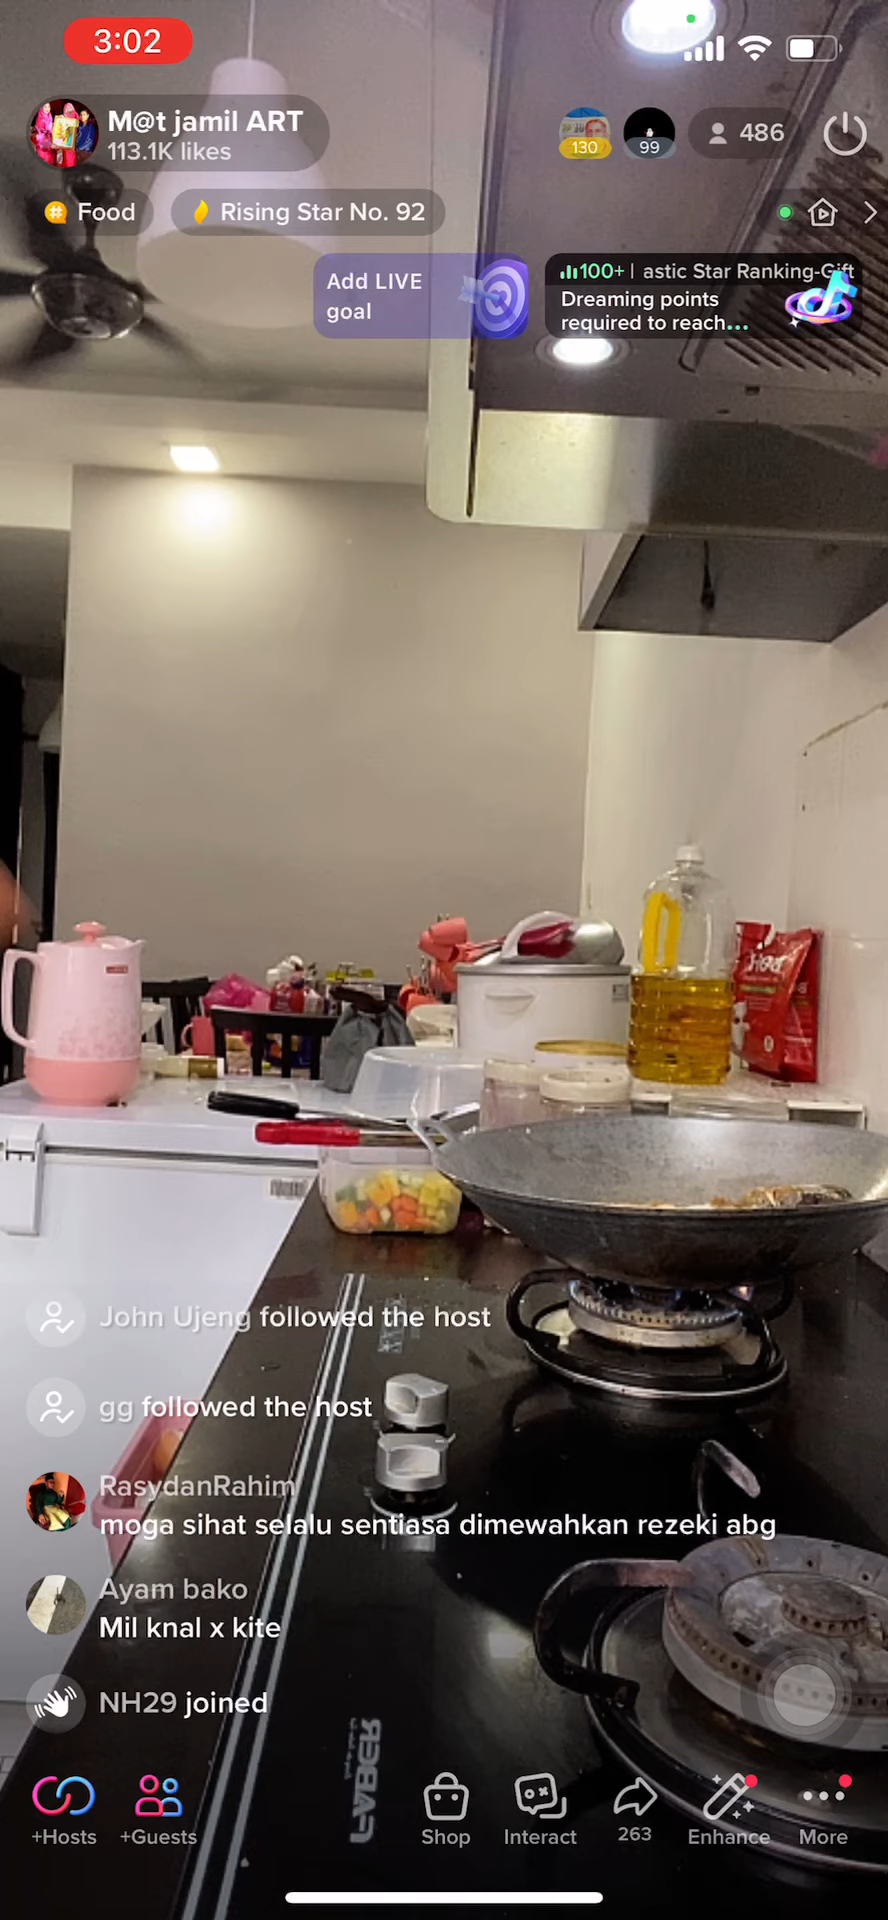 3:02
M@t jamil ART
113.1K likes
130
99
486
Food
Rising Star No. 92
Add LIVE
goal
100+ | astic Star Ranking-Gift
Dreaming points
required to reach...
John Ujeng followed the host
gg followed the host
RasydanRahim
moga sihat selalu sentiasa dimewahkan rezeki abg
Ayam bako
Mil knal x kite
NH29 joined
+Hosts
+Guests
Shop
Interact
263
Enhance
More